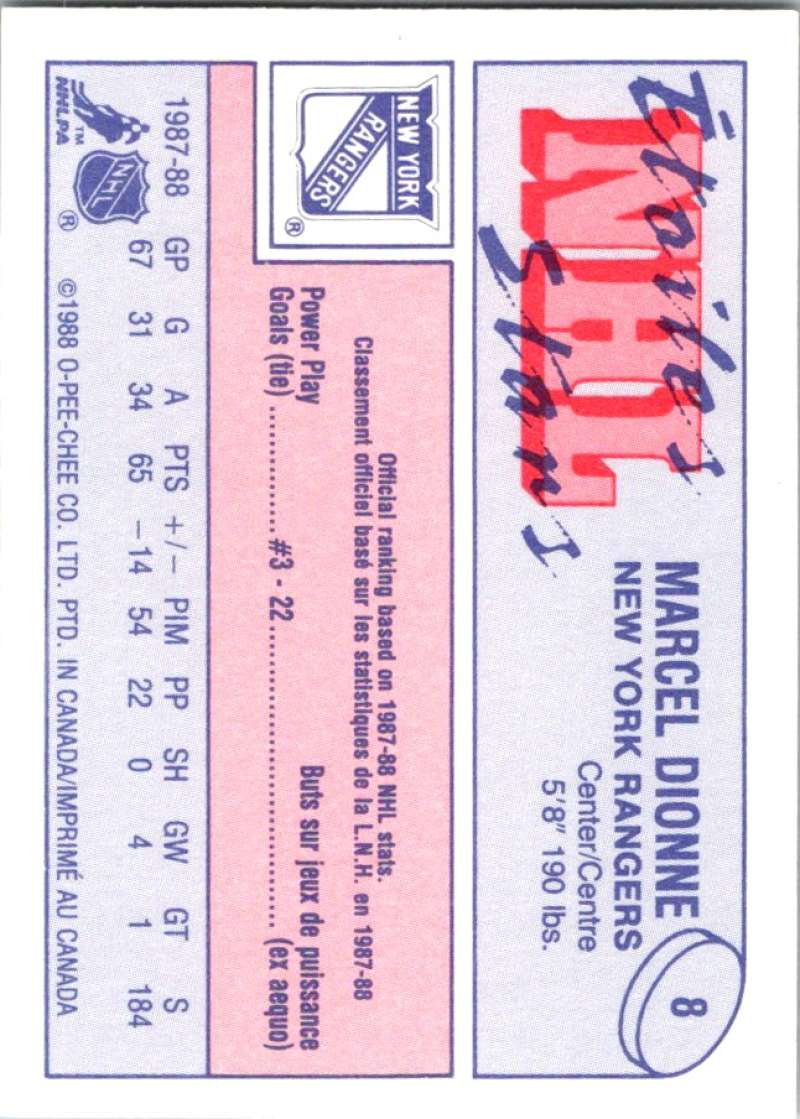 Étoiles
NHL
Stars
MARCEL DIONNE
NEW YORK RANGERS
Center/Centre
5'8" 190 lbs.
8
NEW YORK
RANGERS
®
Official ranking based on 1987-88 NHL stats.
Classement officiel basé sur les statistiques de la L.N.H. en 1987-88
Power Play Buts sur jeux de puissance
Goals (tie) .................... #3 - 22 .................... (ex aequo)
1987-88 GP G A PTS +/– PIM PP SH GW GT S
67 31 34 65 –14 54 22 0 4 1 184
NHLPA ™
NHL ®
©1988 O-PEE-CHEE CO. LTD. PTD. IN CANADA/IMPRIMÉ AU CANADA